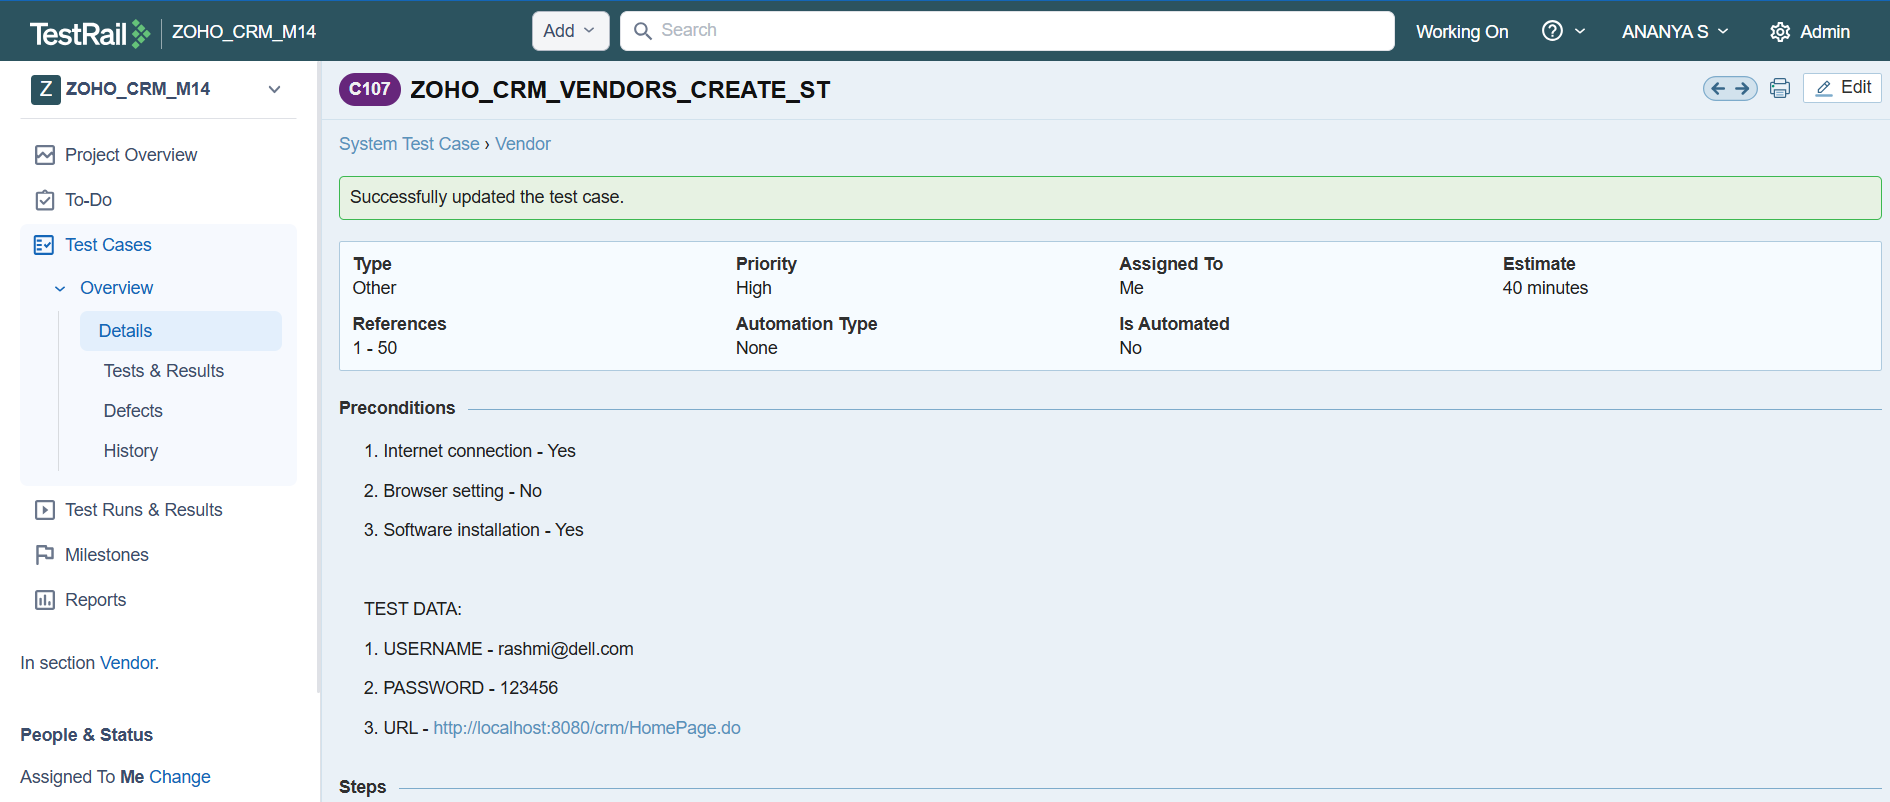 TestRail ZOHO_CRM_M14 Add Search Working On ANANYA S Admin
Z ZOHO_CRM_M14
Project Overview
To-Do
Test Cases
Overview
Details
Tests & Results
Defects
History
Test Runs & Results
Milestones
Reports
In section Vendor.
People & Status
Assigned To Me Change
C107 ZOHO_CRM_VENDORS_CREATE_ST Edit
System Test Case › Vendor
Successfully updated the test case.
Type Priority Assigned To Estimate
Other High Me 40 minutes
References Automation Type Is Automated
1 - 50 None No
Preconditions
1. Internet connection - Yes
2. Browser setting - No
3. Software installation - Yes
TEST DATA:
1. USERNAME - rashmi@dell.com
2. PASSWORD - 123456
3. URL - http://localhost:8080/crm/HomePage.do
Steps